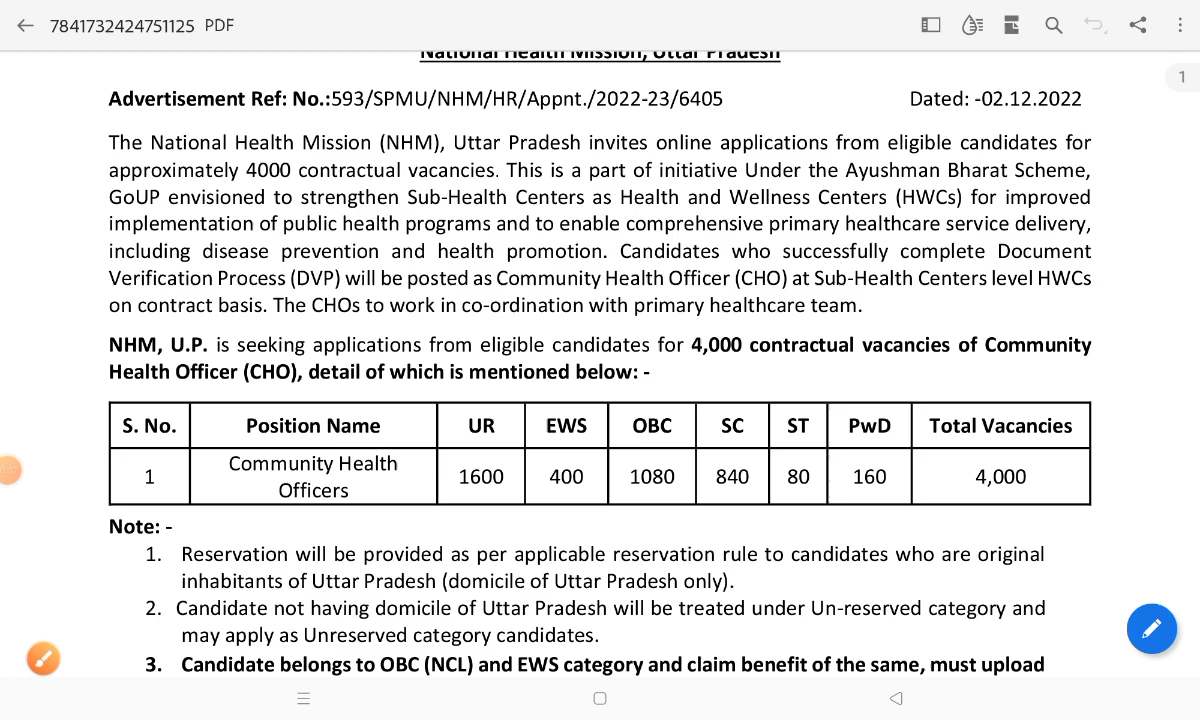 7841732424751125 PDF
National Health Mission, Uttar Pradesh
1
Advertisement Ref: No.:593/SPMU/NHM/HR/Appnt./2022-23/6405 Dated: -02.12.2022
The National Health Mission (NHM), Uttar Pradesh invites online applications from eligible candidates for
approximately 4000 contractual vacancies. This is a part of initiative Under the Ayushman Bharat Scheme,
GoUP envisioned to strengthen Sub-Health Centers as Health and Wellness Centers (HWCs) for improved
implementation of public health programs and to enable comprehensive primary healthcare service delivery,
including disease prevention and health promotion. Candidates who successfully complete Document
Verification Process (DVP) will be posted as Community Health Officer (CHO) at Sub-Health Centers level HWCs
on contract basis. The CHOs to work in co-ordination with primary healthcare team.
NHM, U.P. is seeking applications from eligible candidates for 4,000 contractual vacancies of Community
Health Officer (CHO), detail of which is mentioned below: -
S. No. Position Name UR EWS OBC SC ST PwD Total Vacancies
1 Community Health Officers 1600 400 1080 840 80 160 4,000
Note: -
1. Reservation will be provided as per applicable reservation rule to candidates who are original
inhabitants of Uttar Pradesh (domicile of Uttar Pradesh only).
2. Candidate not having domicile of Uttar Pradesh will be treated under Un-reserved category and
may apply as Unreserved category candidates.
3. Candidate belongs to OBC (NCL) and EWS category and claim benefit of the same, must upload